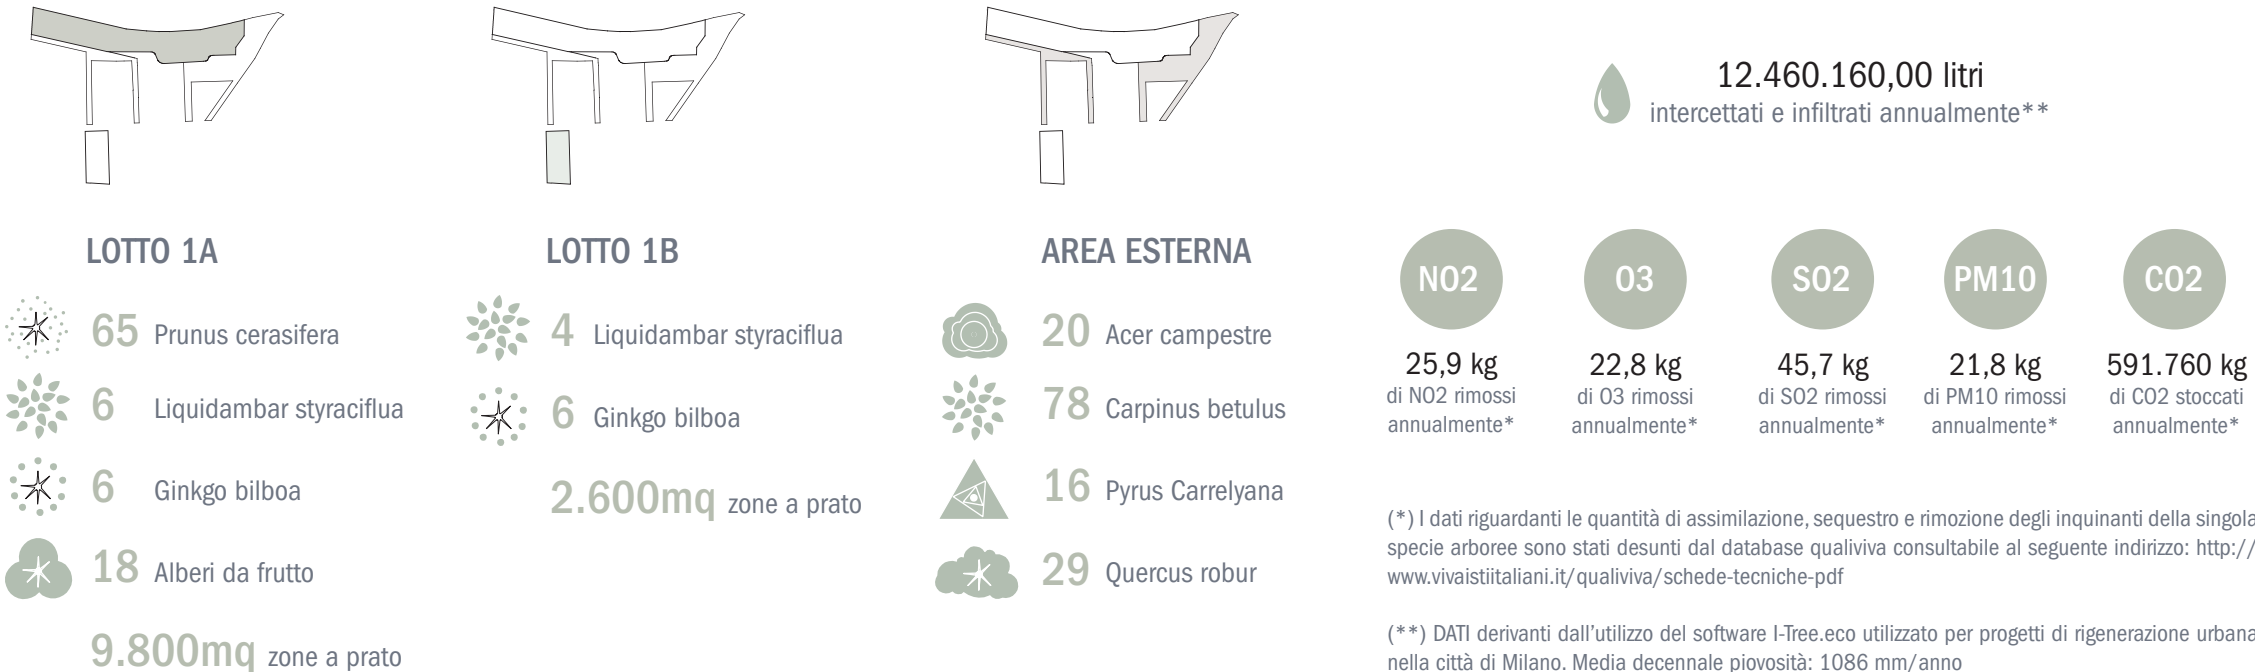 LOTTO 1A
65 Prunus cerasifera
6 Liquidambar styraciflua
6 Ginkgo bilboa
18 Alberi da frutto
9.800mq zone a prato
LOTTO 1B
4 Liquidambar styraciflua
6 Ginkgo bilboa
2.600mq zone a prato
AREA ESTERNA
20 Acer campestre
78 Carpinus betulus
16 Pyrus Carrelyana
29 Quercus robur
12.460.160,00 litri
intercettati e infiltrati annualmente**
NO2
25,9 kg
di NO2 rimossi
annualmente*
O3
22,8 kg
di O3 rimossi
annualmente*
SO2
45,7 kg
di SO2 rimossi
annualmente*
PM10
21,8 kg
di PM10 rimossi
annualmente*
CO2
591.760 kg
di CO2 stoccati
annualmente*
(*) I dati riguardanti le quantità di assimilazione, sequestro e rimozione degli inquinanti della singola
specie arboree sono stati desunti dal database qualiviva consultabile al seguente indirizzo: http://
www.vivaistiitaliani.it/qualiviva/schede-tecniche-pdf
(**) DATI derivanti dall'utilizzo del software I-Tree.eco utilizzato per progetti di rigenerazione urbana
nella città di Milano. Media decennale piovosità: 1086 mm/anno